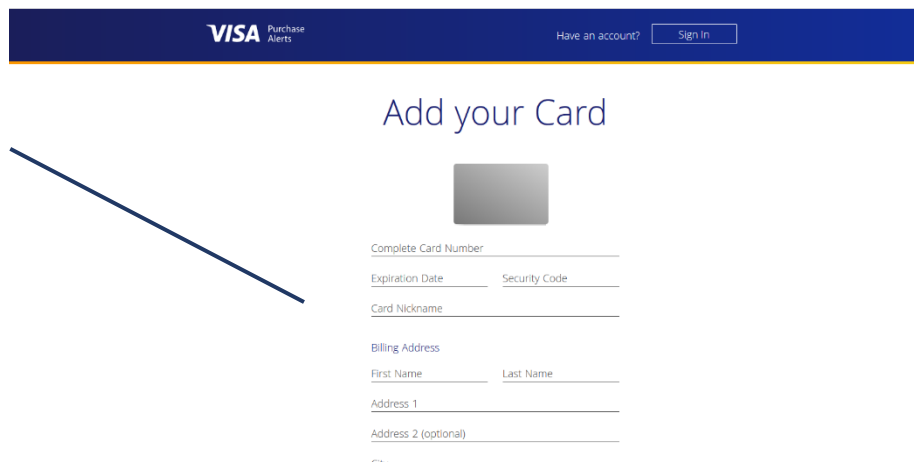 VISA Purchase Alerts
Have an account? Sign In
Add your Card
Complete Card Number
Expiration Date Security Code
Card Nickname
Billing Address
First Name Last Name
Address 1
Address 2 (optional)